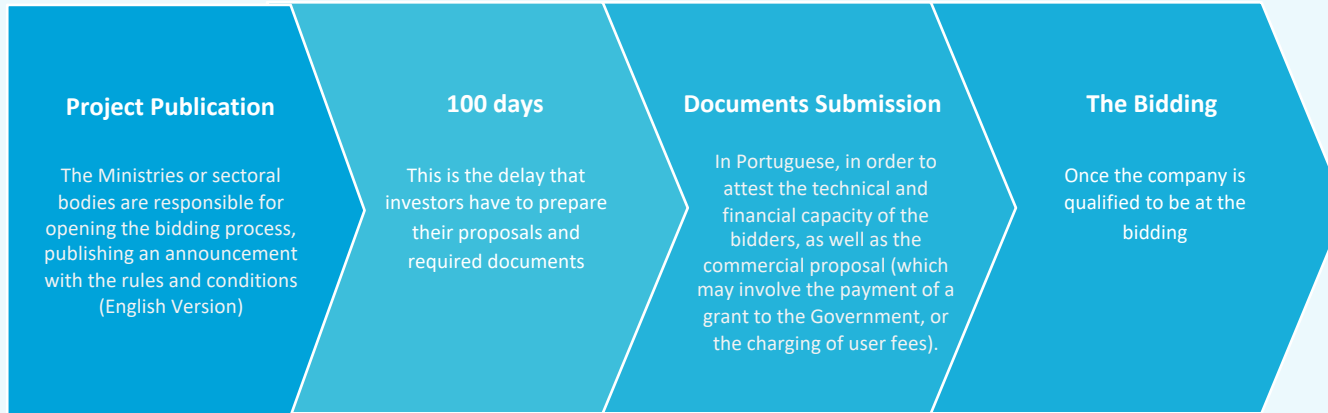 Project Publication
The Ministries or sectoral
bodies are responsible for
opening the bidding process,
publishing an announcement
with the rules and conditions
(English Version)
100 days
This is the delay that
investors have to prepare
their proposals and
required documents
Documents Submission
In Portuguese, in order to
attest the technical and
financial capacity of the
bidders, as well as the
commercial proposal (which
may involve the payment of a
grant to the Government, or
the charging of user fees).
The Bidding
Once the company is
qualified to be at the
bidding